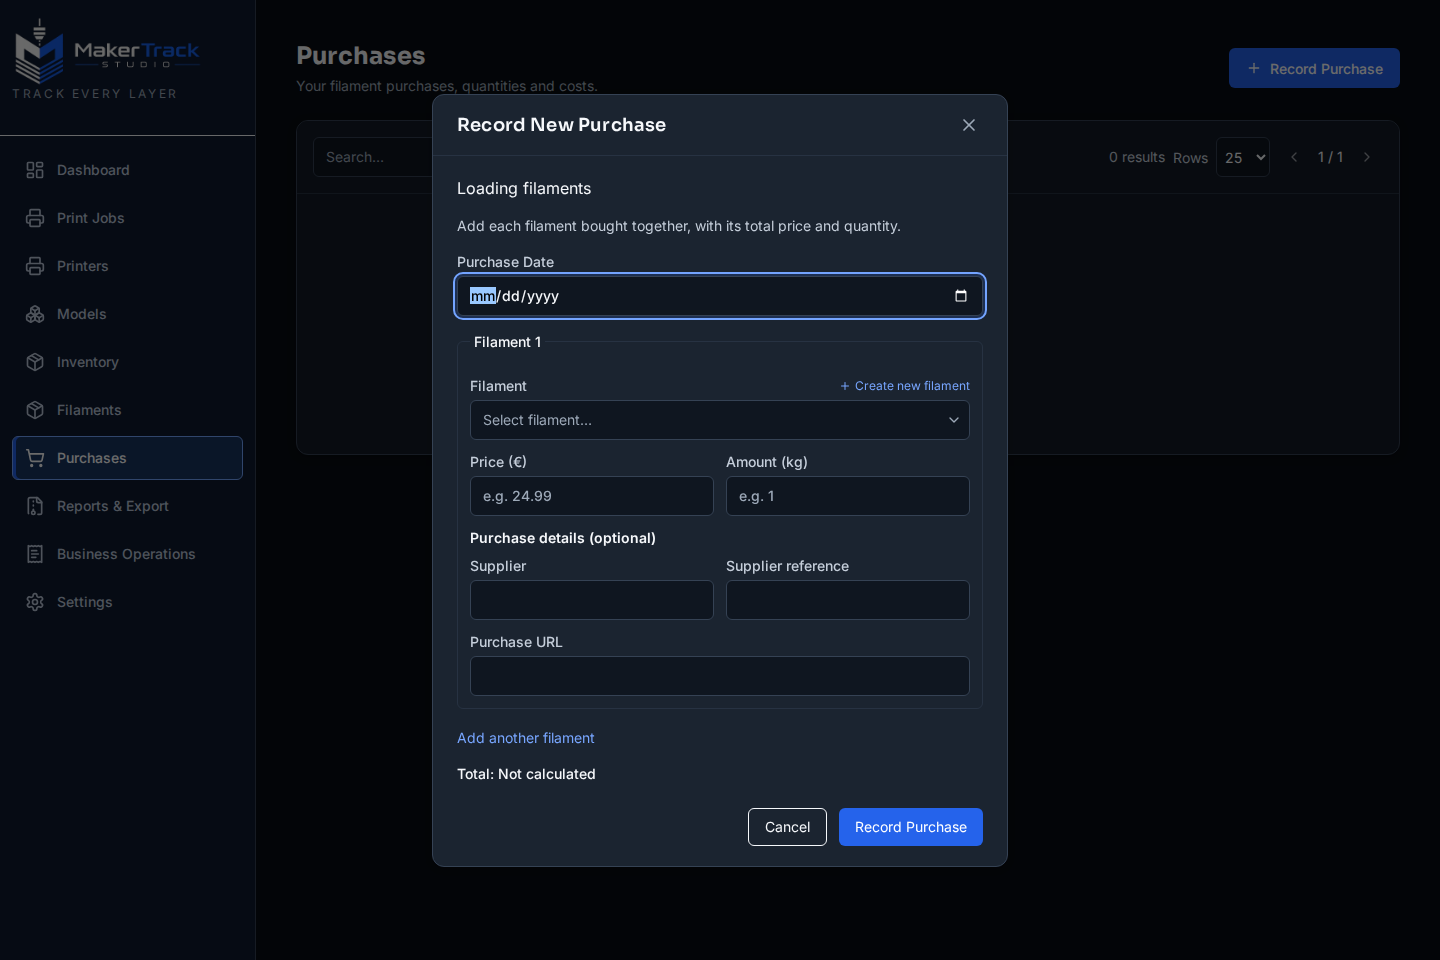 MakerTrack
STUDIO
TRACK EVERY LAYER
Dashboard
Print Jobs
Printers
Models
Inventory
Filaments
Purchases
Reports & Export
Business Operations
Settings
Purchases
Your filament purchases, quantities and costs.
+ Record Purchase
Search...
0 results Rows 25 1 / 1
Record New Purchase
Loading filaments
Add each filament bought together, with its total price and quantity.
Purchase Date
mm/dd/yyyy
Filament 1
Filament
+ Create new filament
Select filament...
Price (€)
Amount (kg)
e.g. 24.99
e.g. 1
Purchase details (optional)
Supplier
Supplier reference
Purchase URL
Add another filament
Total: Not calculated
Cancel
Record Purchase